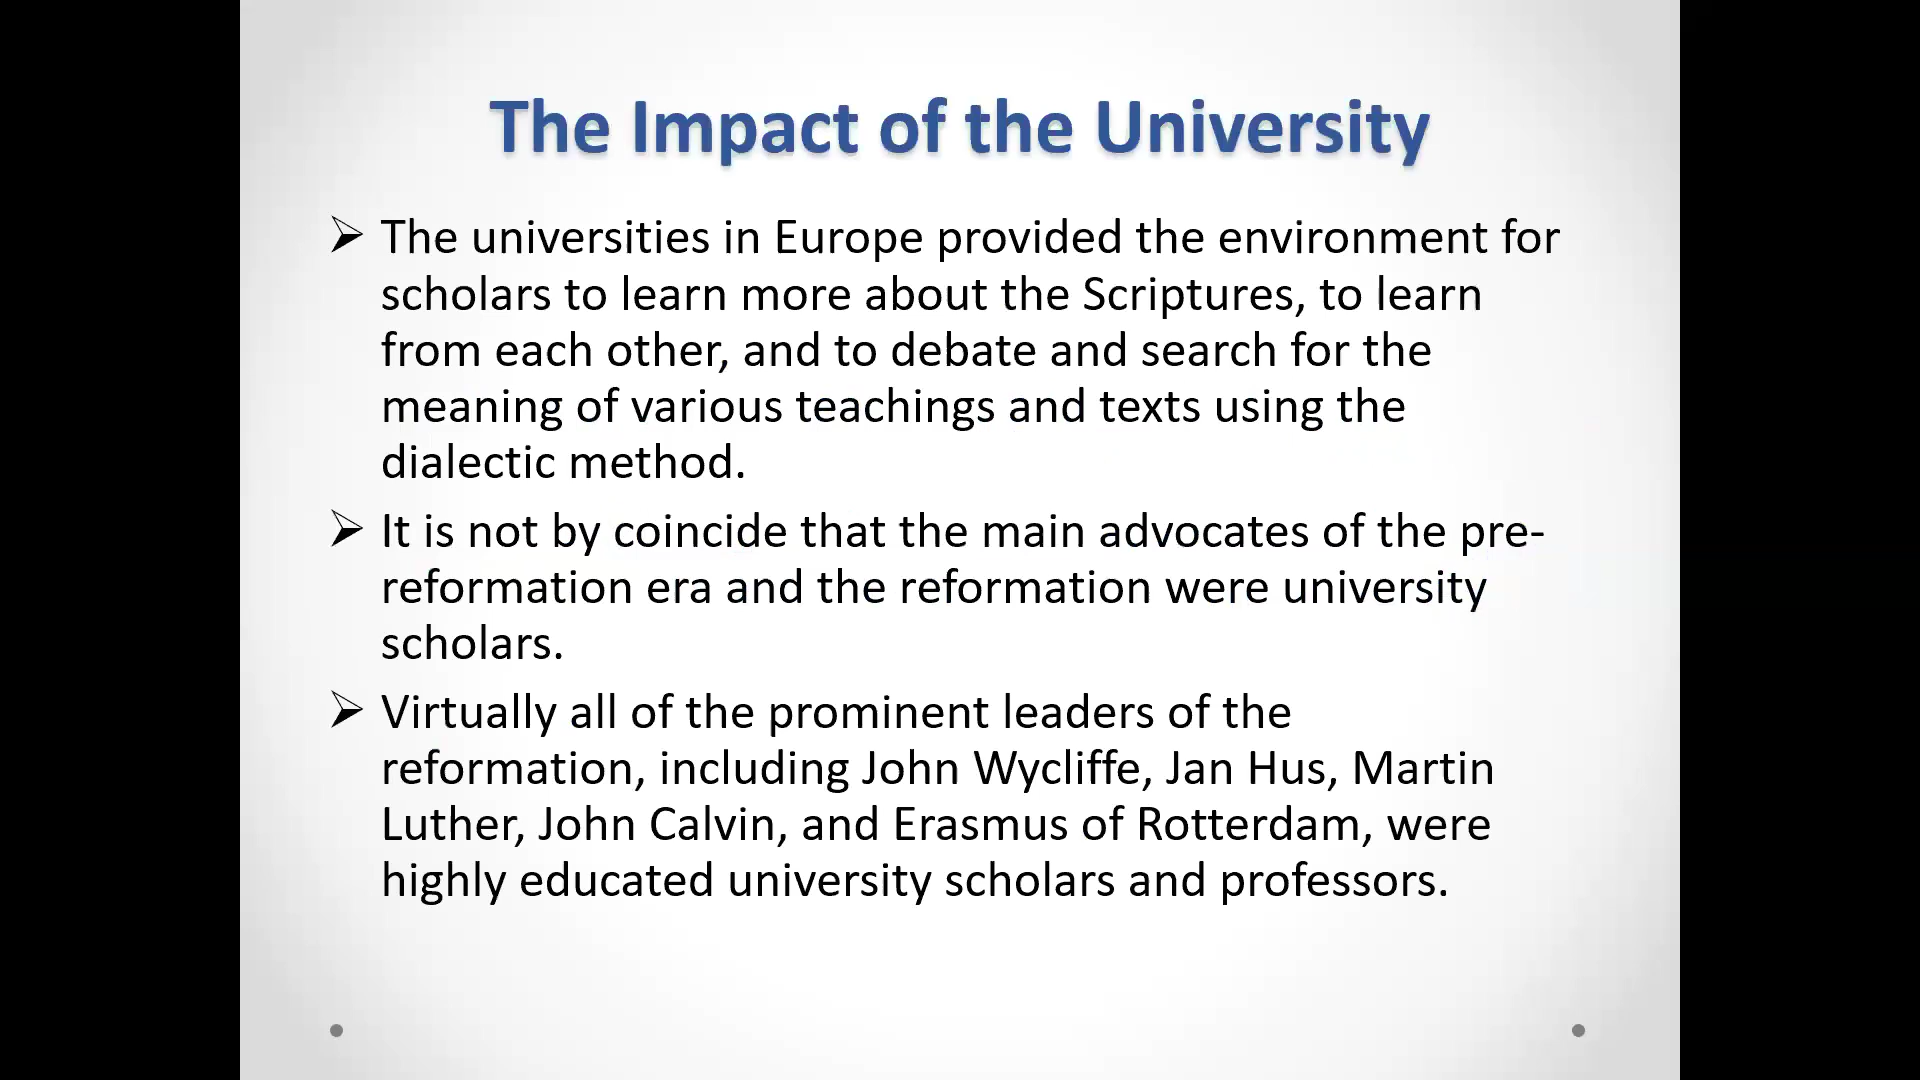 The Impact of the University
➢ The universities in Europe provided the environment for
scholars to learn more about the Scriptures, to learn
from each other, and to debate and search for the
meaning of various teachings and texts using the
dialectic method.
➢ It is not by coincide that the main advocates of the pre-
reformation era and the reformation were university
scholars.
➢ Virtually all of the prominent leaders of the
reformation, including John Wycliffe, Jan Hus, Martin
Luther, John Calvin, and Erasmus of Rotterdam, were
highly educated university scholars and professors.